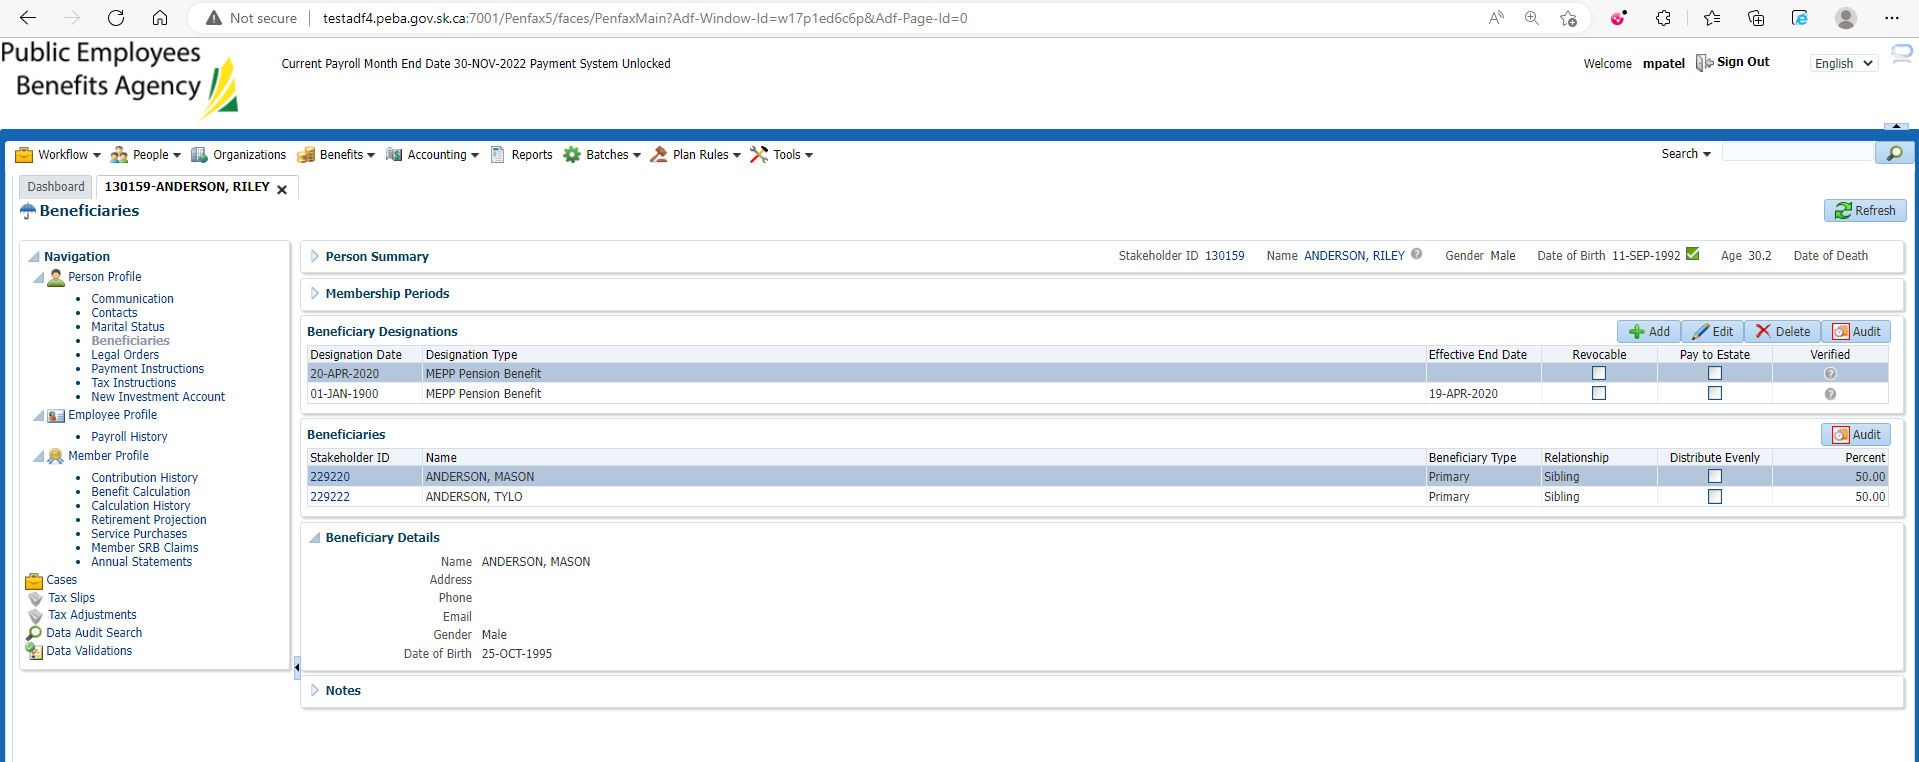 Not secure | testadf4.peba.gov.sk.ca:7001/Penfax5/faces/PenfaxMain?Adf-Window-Id=w17p1ed6c6p&Adf-Page-Id=0
Public Employees
Benefits Agency
Current Payroll Month End Date 30-NOV-2022 Payment System Unlocked
Welcome mpatel Sign Out English
Workflow People Organizations Benefits Accounting Reports Batches Plan Rules Tools Search
Dashboard 130159-ANDERSON, RILEY
Beneficiaries Refresh
Navigation
Person Profile
Communication
Contacts
Marital Status
Beneficiaries
Legal Orders
Payment Instructions
Tax Instructions
New Investment Account
Employee Profile
Payroll History
Member Profile
Contribution History
Benefit Calculation
Calculation History
Retirement Projection
Service Purchases
Member SRB Claims
Annual Statements
Cases
Tax Slips
Tax Adjustments
Data Audit Search
Data Validations
Person Summary Stakeholder ID 130159 Name ANDERSON, RILEY Gender Male Date of Birth 11-SEP-1992 Age 30.2 Date of Death
Membership Periods
Beneficiary Designations Add Edit Delete Audit
Designation Date Designation Type Effective End Date Revocable Pay to Estate Verified
20-APR-2020 MEPP Pension Benefit
01-JAN-1900 MEPP Pension Benefit 19-APR-2020
Beneficiaries Audit
Stakeholder ID Name Beneficiary Type Relationship Distribute Evenly Percent
229220 ANDERSON, MASON Primary Sibling 50.00
229222 ANDERSON, TYLO Primary Sibling 50.00
Beneficiary Details
Name ANDERSON, MASON
Address
Phone
Email
Gender Male
Date of Birth 25-OCT-1995
Notes